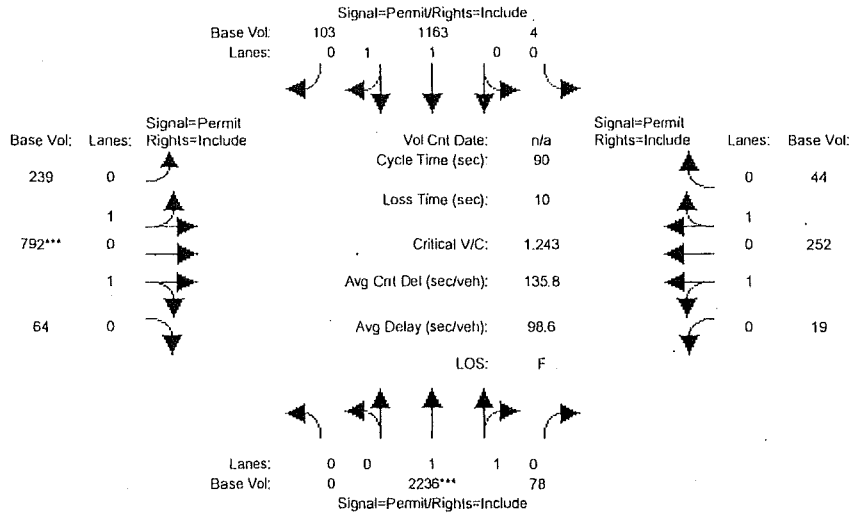 Signal=Permit/Rights=Include
Base Vol: 103 1163 4
Lanes: 0 1 1 0 0
Signal=Permit
Base Vol: Lanes: Rights=Include
Vol Cnt Date: n/a
Signal=Permit
Rights=Include Lanes: Base Vol:
Cycle Time (sec): 90
239 0
0 44
Loss Time (sec): 10
1
1
792*** 0
Critical V/C: 1.243
0 252
1
Avg Crit Del (sec/veh): 135.8
1
64 0
Avg Delay (sec/veh): 98.6
0 19
LOS: F
Lanes: 0 0 1 1 0
Base Vol: 0 2236*** 78
Signal=Permit/Rights=Include